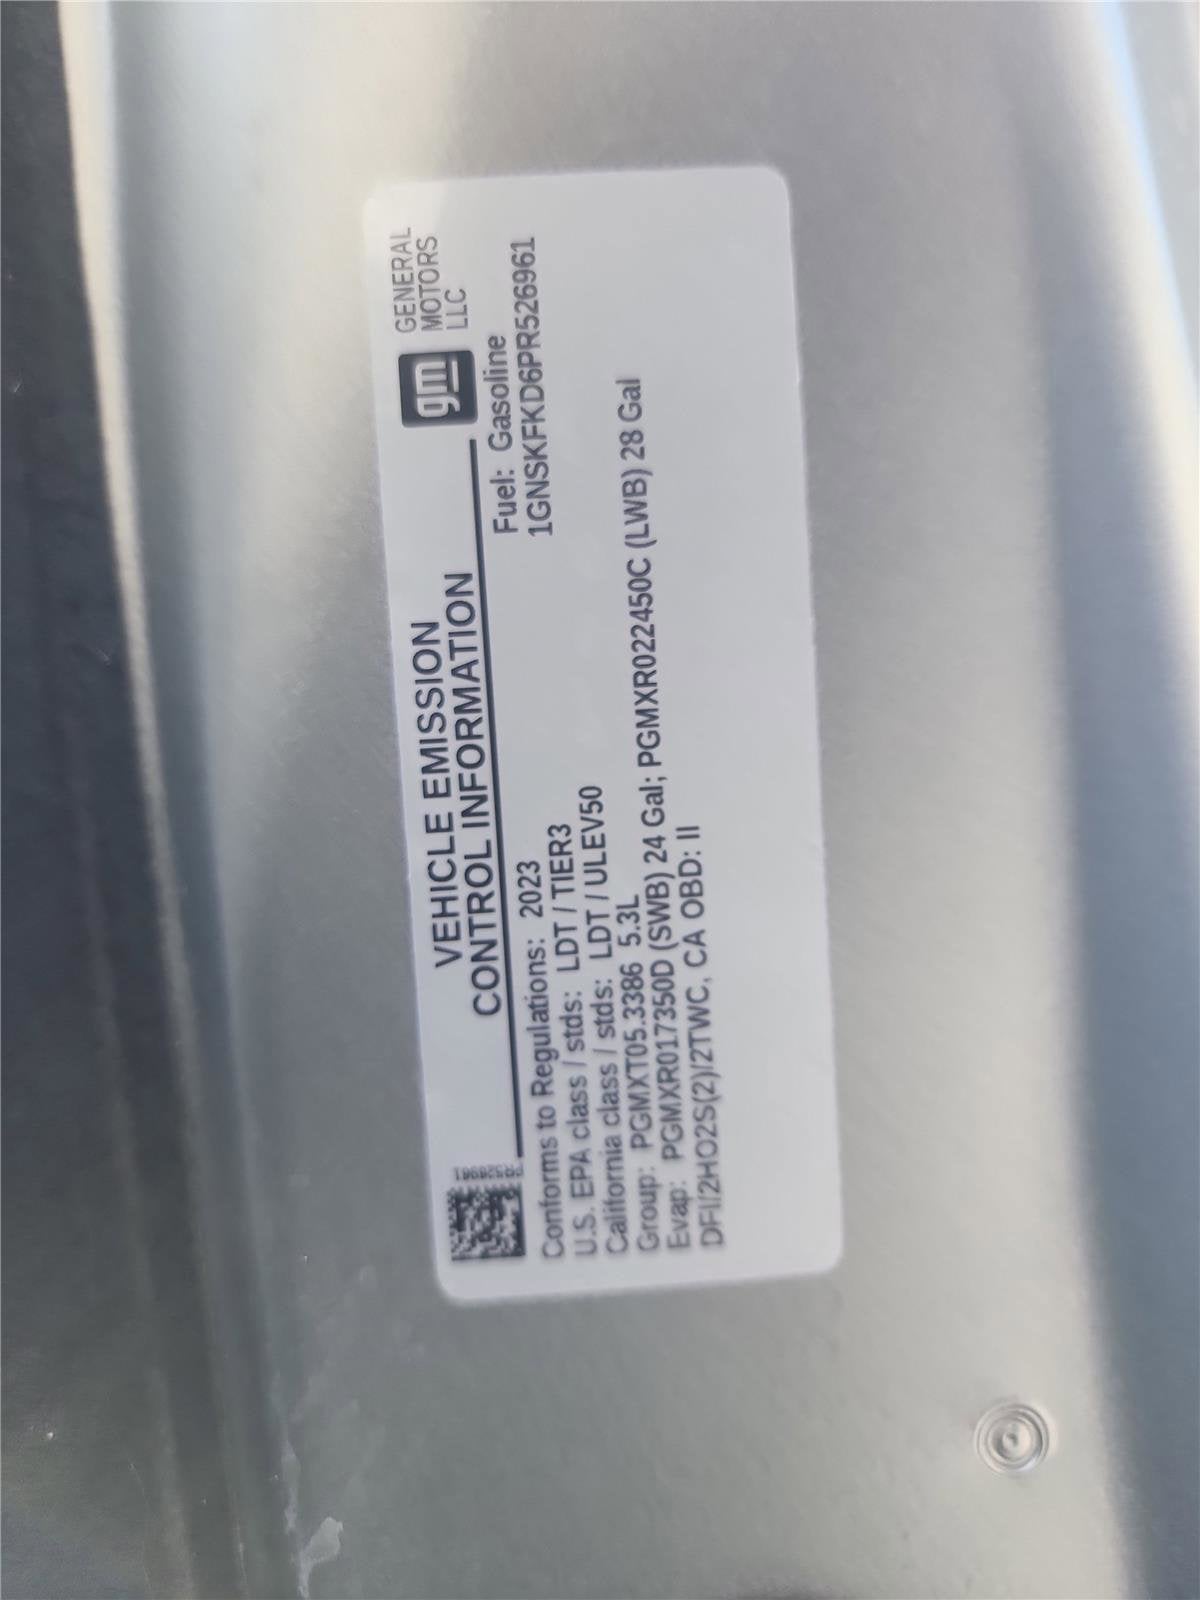 VEHICLE EMISSION
CONTROL INFORMATION
gm
GENERAL
MOTORS
LLC
PR526961
Conforms to Regulations: 2023
Fuel: Gasoline
U.S. EPA class / stds: LDT / TIER3
1GNSKFKD6PR526961
California class / stds: LDT / ULEV50
Group: PGMXT05.3386 5.3L
Evap: PGMXR017350D (SWB) 24 Gal; PGMXR022450C (LWB) 28 Gal
DFI/2HO2S(2)/2TWC, CA OBD: II